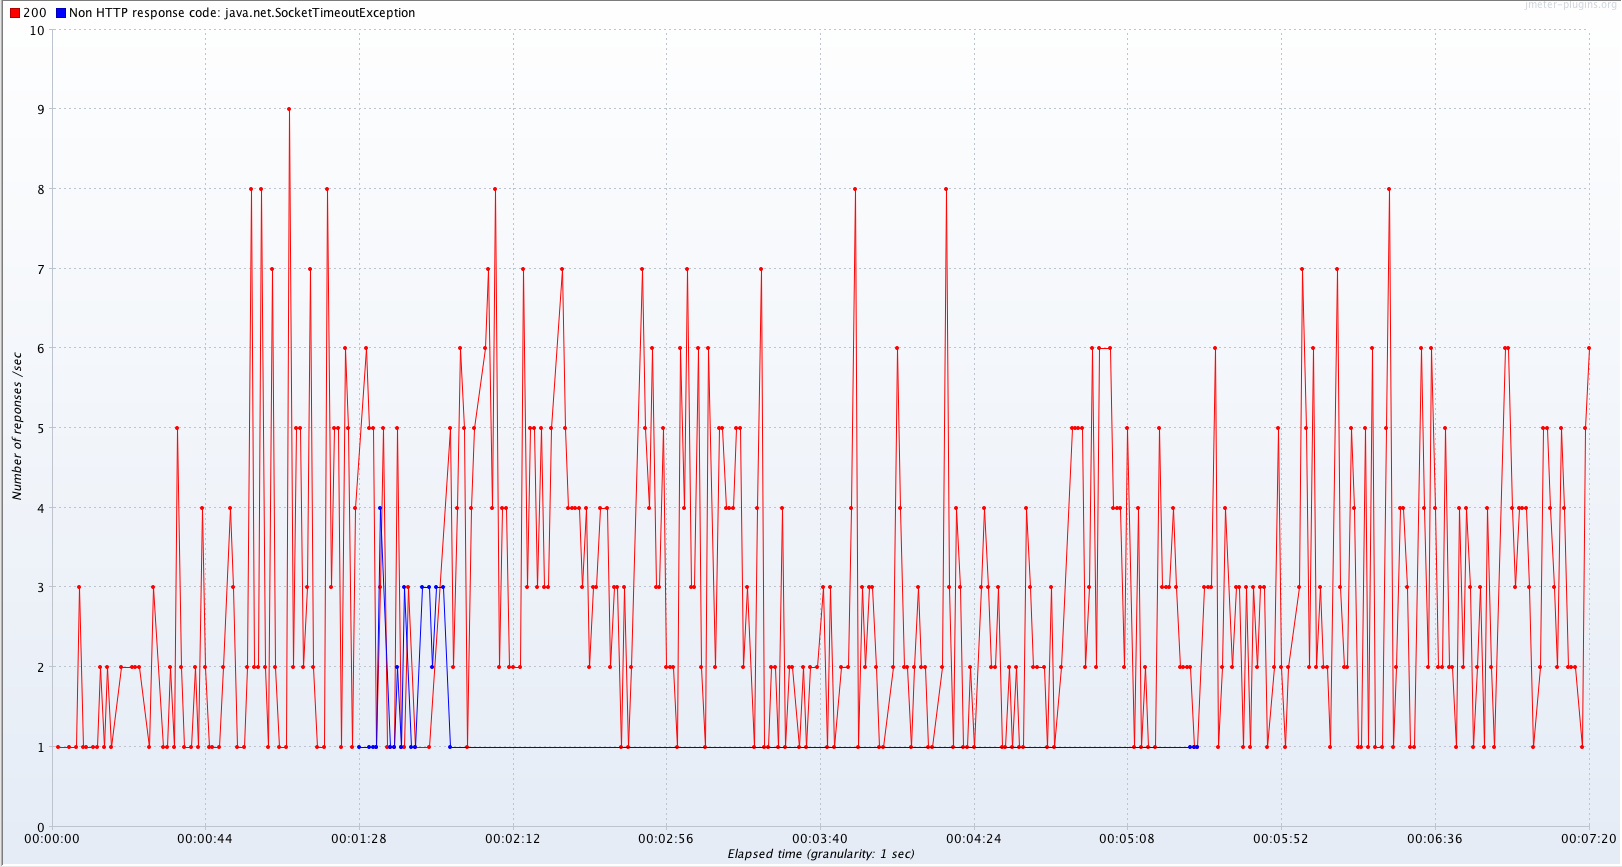 200 Non HTTP response code: java.net.SocketTimeoutException
jmeter-plugins.org
10
9
8
7
6
5
4
3
2
1
0
Number of reponses /sec
00:00:00 00:00:44 00:01:28 00:02:12 00:02:56 00:03:40 00:04:24 00:05:08 00:05:52 00:06:36 00:07:20
Elapsed time (granularity: 1 sec)